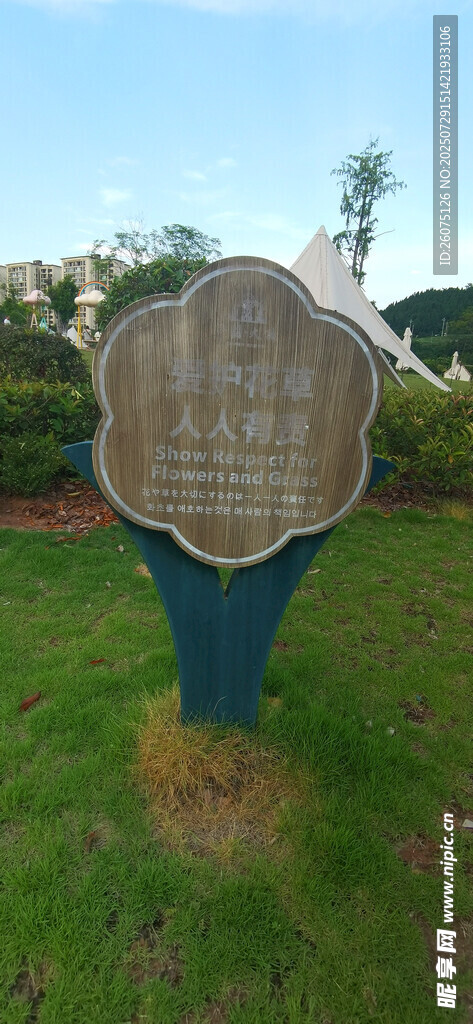 爱护花草
人人有责
Show Respect for
Flowers and Grass
花や草を大切にするのは一人一人の責任です
화초를 애호하는것은 매 사람의 책임입니다
ID:26075126 NO:20250729151421933106
昵享网 www.nipic.cn